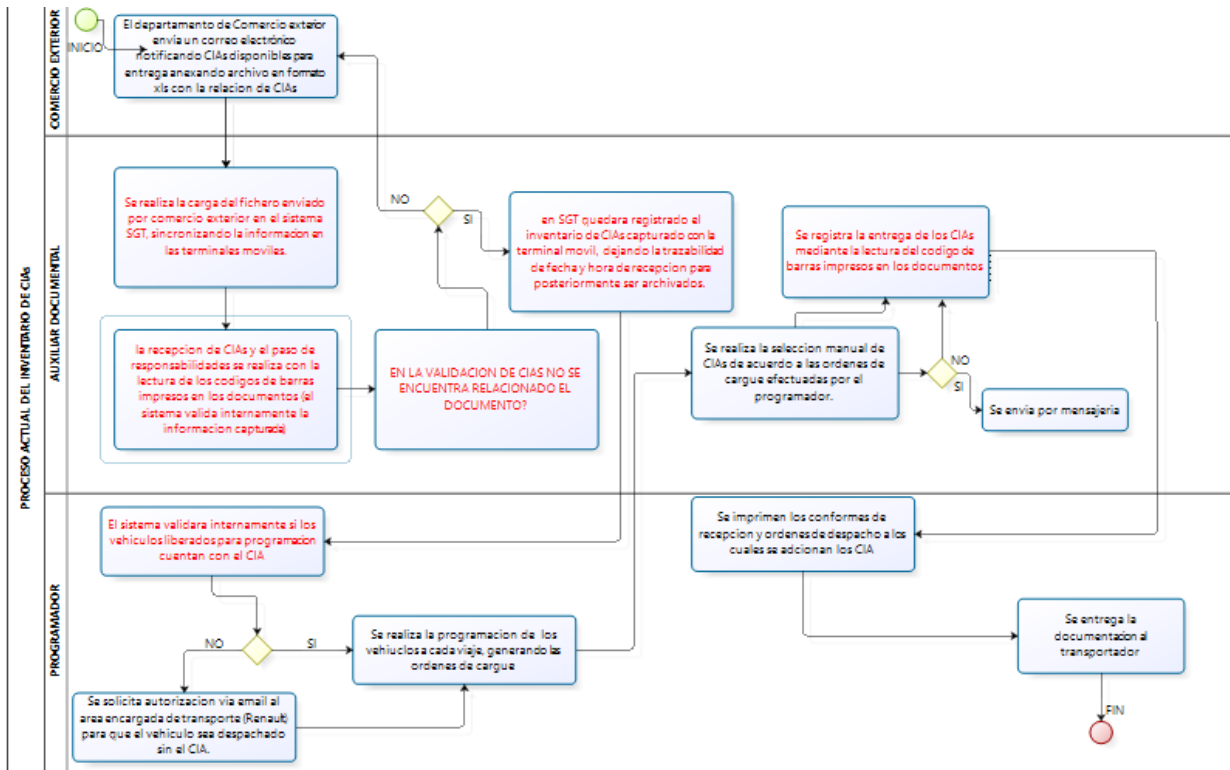 PROCESO ACTUAL DEL INVENTARIO DE CIAs
COMERCIO EXTERIOR
INICIO
El departamento de Comercio exterior
envía un correo electrónico
notificando CIAs disponibles para
entrega anexando archivo en formato
xls con la relacion de CIAs
AUXILIAR DOCUMENTAL
Se realiza la carga del fichero enviado
por comercio exterior en el sistema
SGT, sincronizando la informacion en
las terminales moviles.
la recepcion de CIAs y el paso de
responsabilidades se realiza con la
lectura de los codigos de barras
impresos en los documentos (el
sistema valida internamente la
informacion capturada)
EN LA VALIDACION DE CIAS NO SE
ENCUENTRA RELACIONADO EL
DOCUMENTO?
NO
SI
en SGT quedara registrado el
inventario de CIAs capturado con la
terminal movil, dejando la trazabilidad
de fecha y hora de recepcion para
posteriormente ser archivados.
Se realiza la seleccion manual de
CIAs de acuerdo a las ordenes de
cargue efectuadas por el
programador.
Se registra la entrega de los CIAs
mediante la lectura del codigo de
barras impresos en los documentos
NO
SI
Se envia por mensajeria
PROGRAMADOR
El sistema validara internamente si los
vehiculos liberados para programacion
cuentan con el CIA
NO
SI
Se solicita autorizacion via email al
area encargada de transporte (Renault)
para que el vehiculo sea despachado
sin el CIA.
Se realiza la programacion de los
vehiuclos a cada viaje, generando las
ordenes de cargue
Se imprimen los conformes de
recepcion y ordenes de despacho a los
cuales se adcionan los CIA
Se entrega la
documentacion al
transportador
FIN